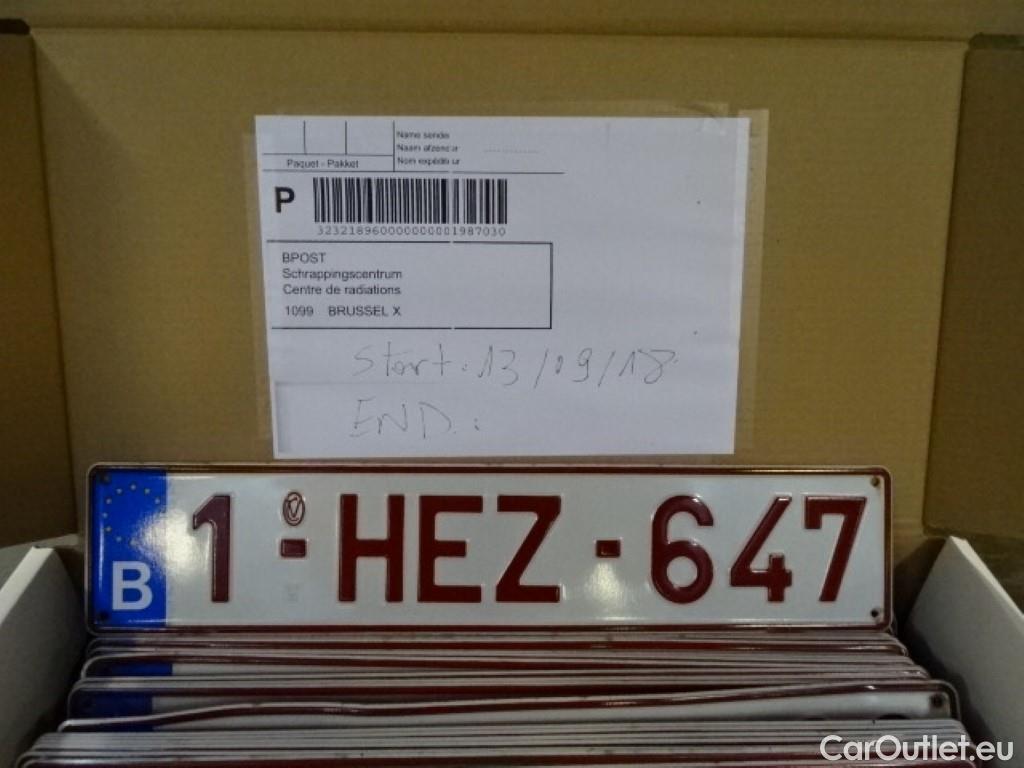 Name sender
Naam afzender
Nom expéditeur
Paquet - Pakket
P
3232189600000000001987030
BPOST
Schrappingscentrum
Centre de radiations
1099 BRUSSEL X
Start: 13/09/18
END:
B 1-HEZ-647
CarOutlet.eu